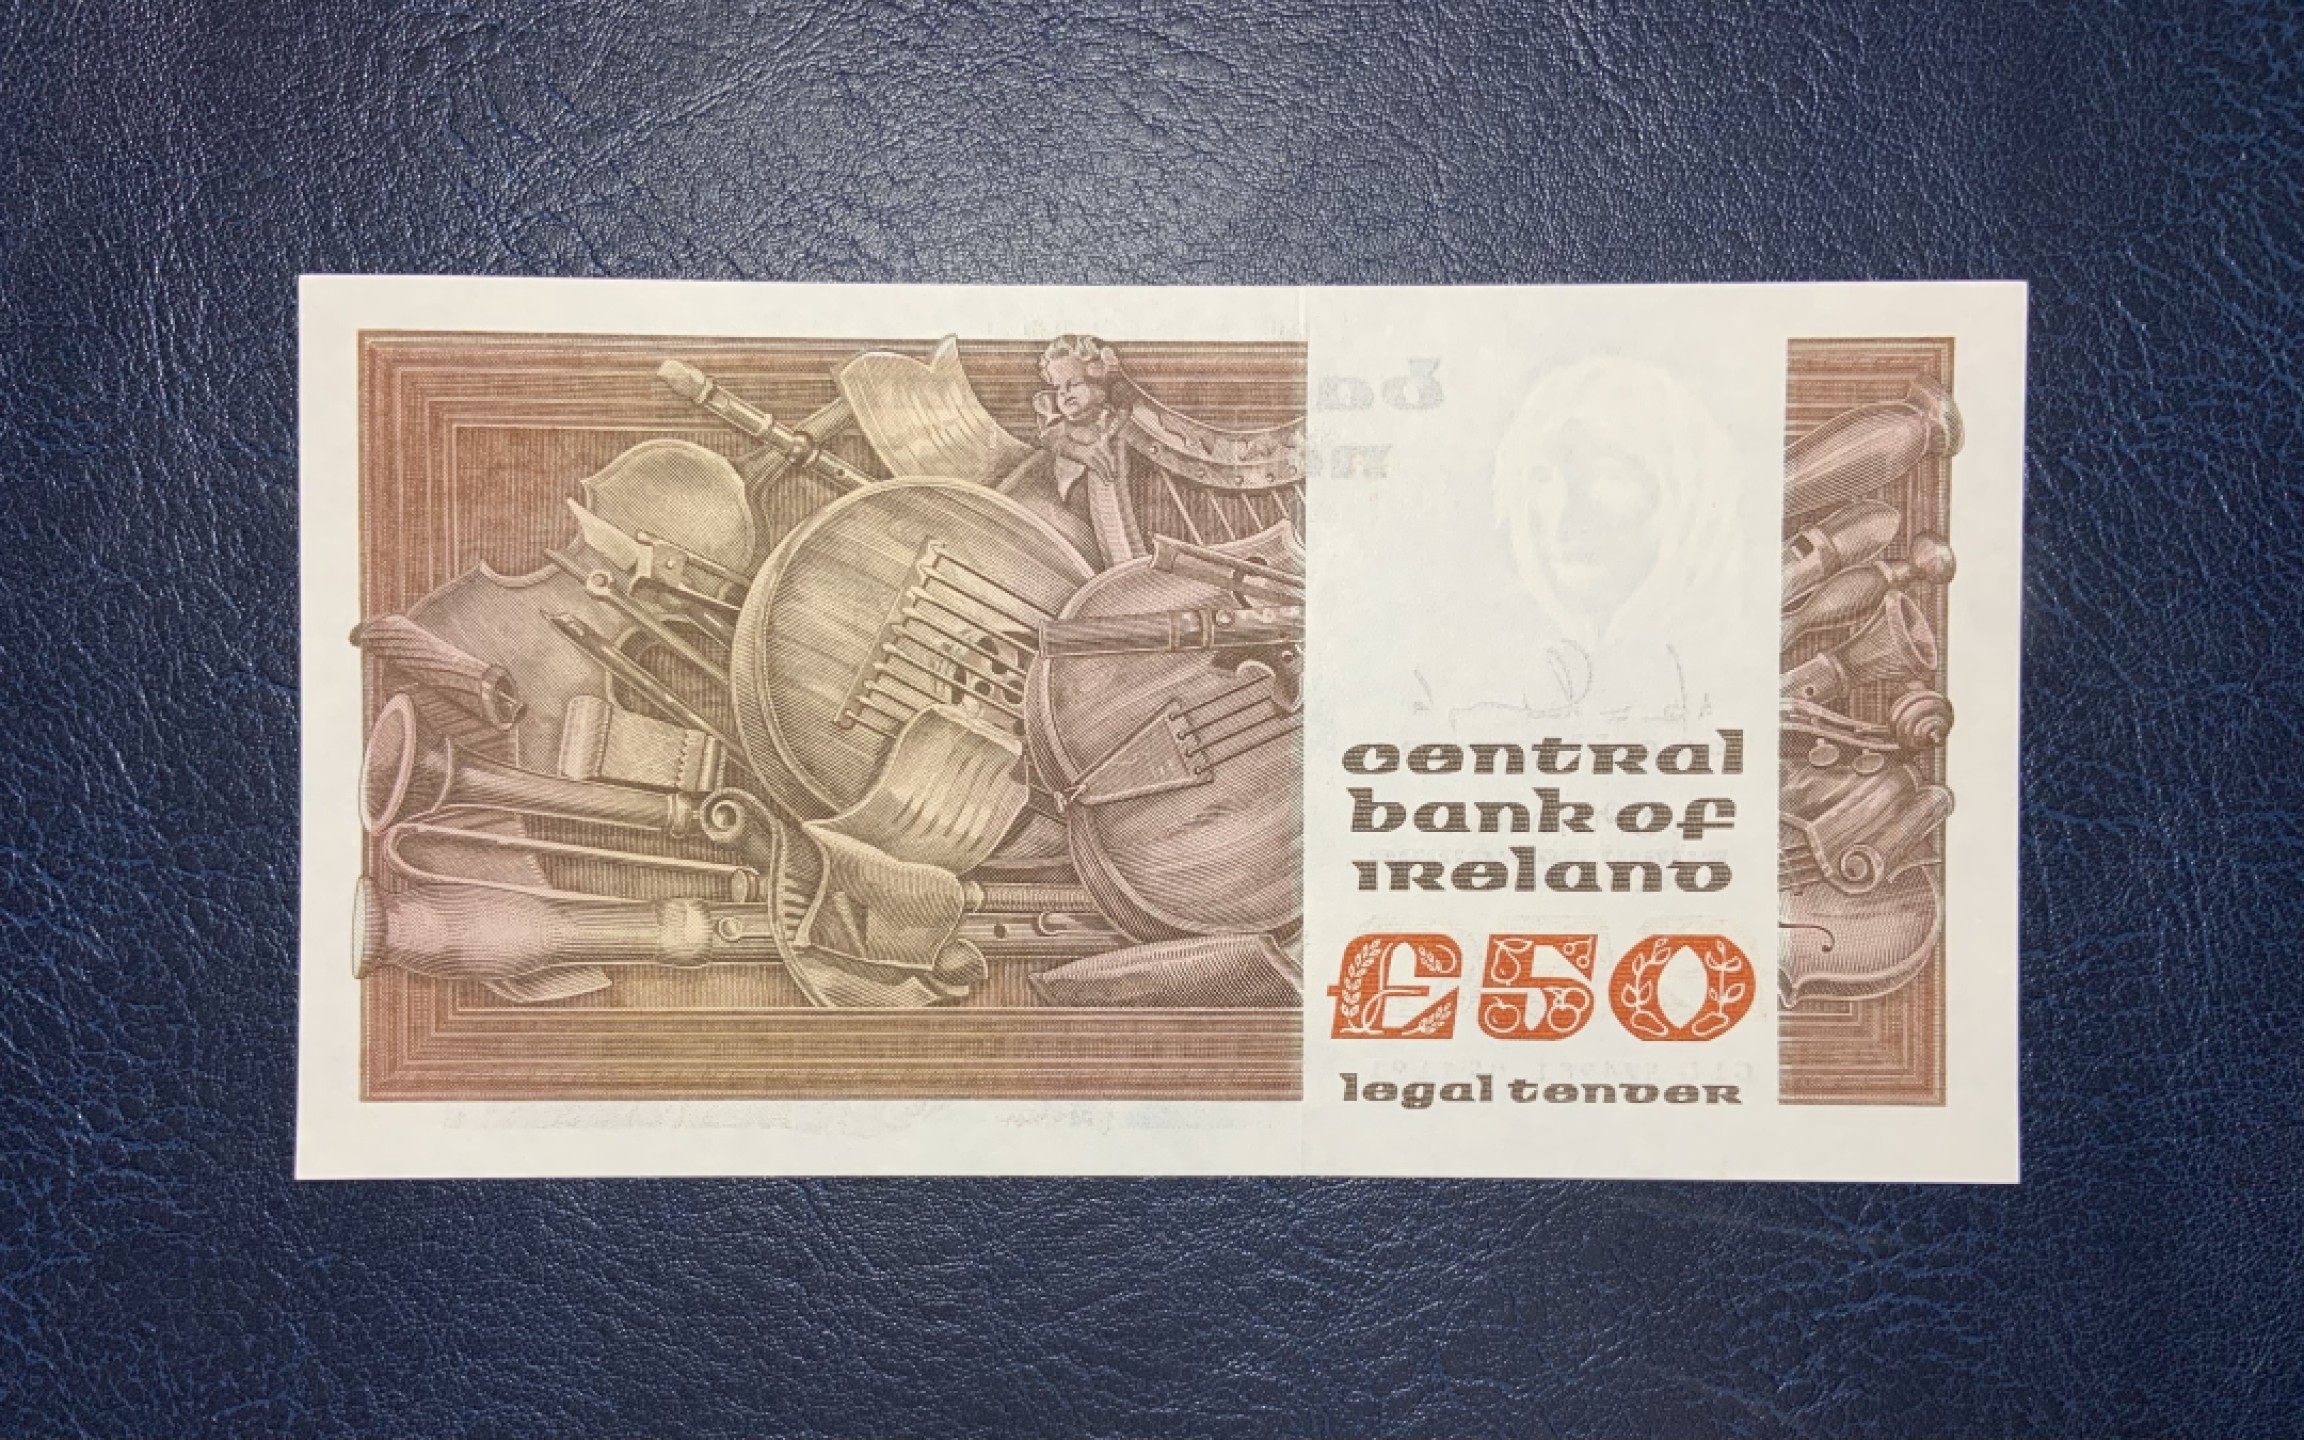 central
bank of
ireland
£50
legal tender